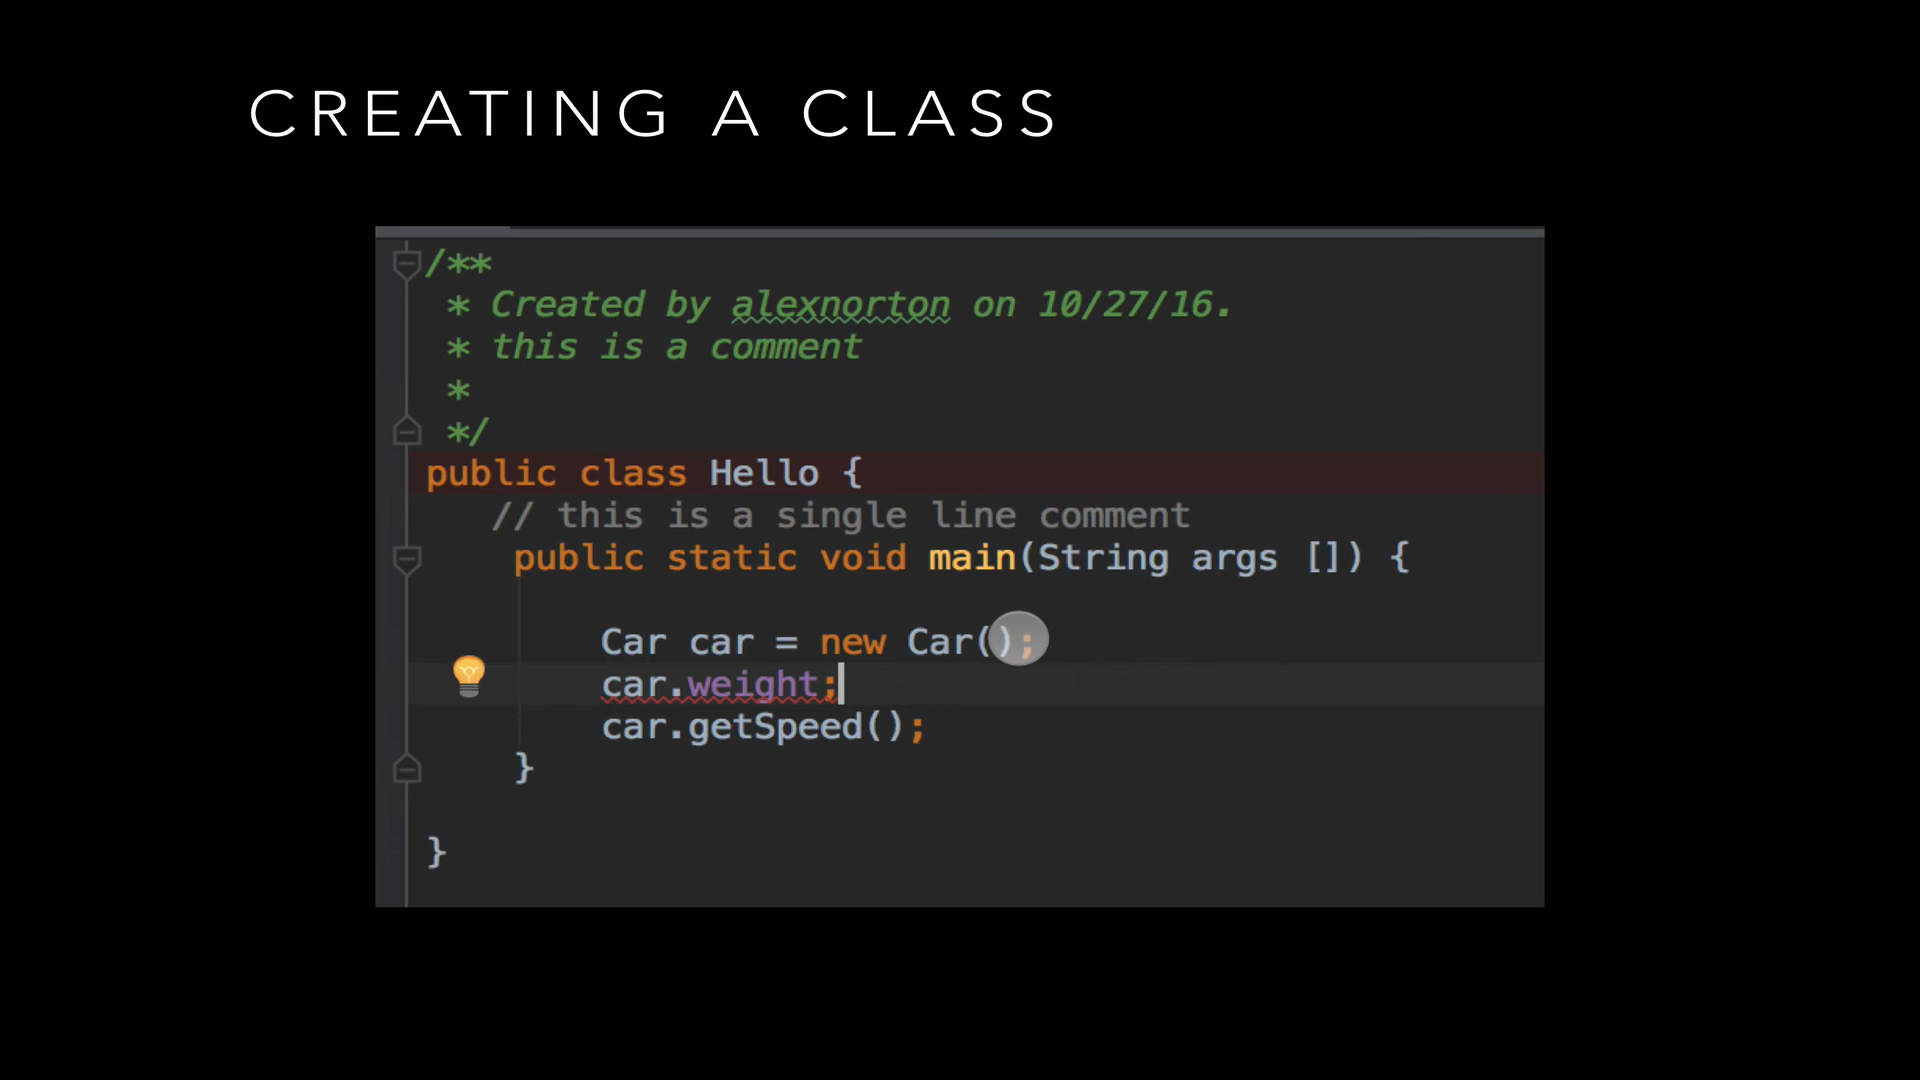 CREATING A CLASS
/**
* Created by alexnorton on 10/27/16.
* this is a comment
*
*/
public class Hello {
// this is a single line comment
public static void main(String args []) {
Car car = new Car();
car.weight;
car.getSpeed();
}
}